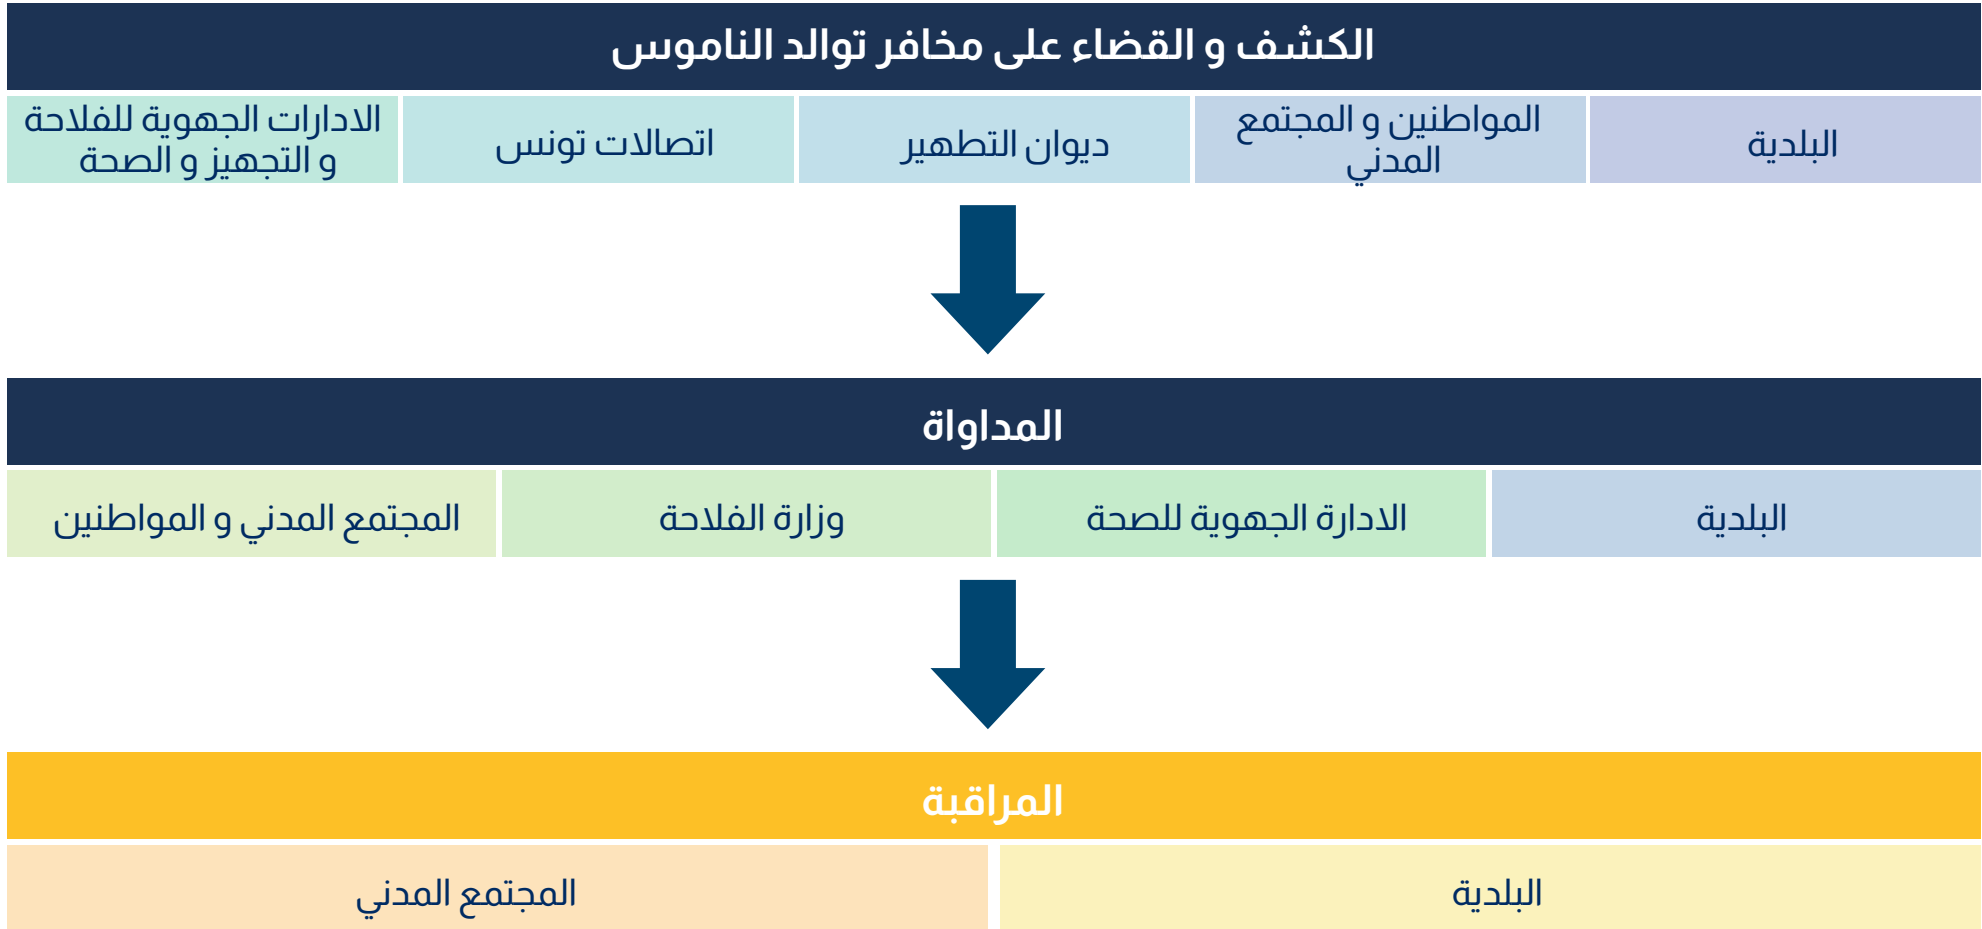 الكشف و القضاء على مخافر توالد الناموس
البلدية
المواطنين و المجتمع
المدني
ديوان التطهير
اتصالات تونس
الادارات الجهوية للفلاحة
و التجهيز و الصحة
المداواة
البلدية
الادارة الجهوية للصحة
وزارة الفلاحة
المجتمع المدني و المواطنين
المراقبة
البلدية
المجتمع المدني